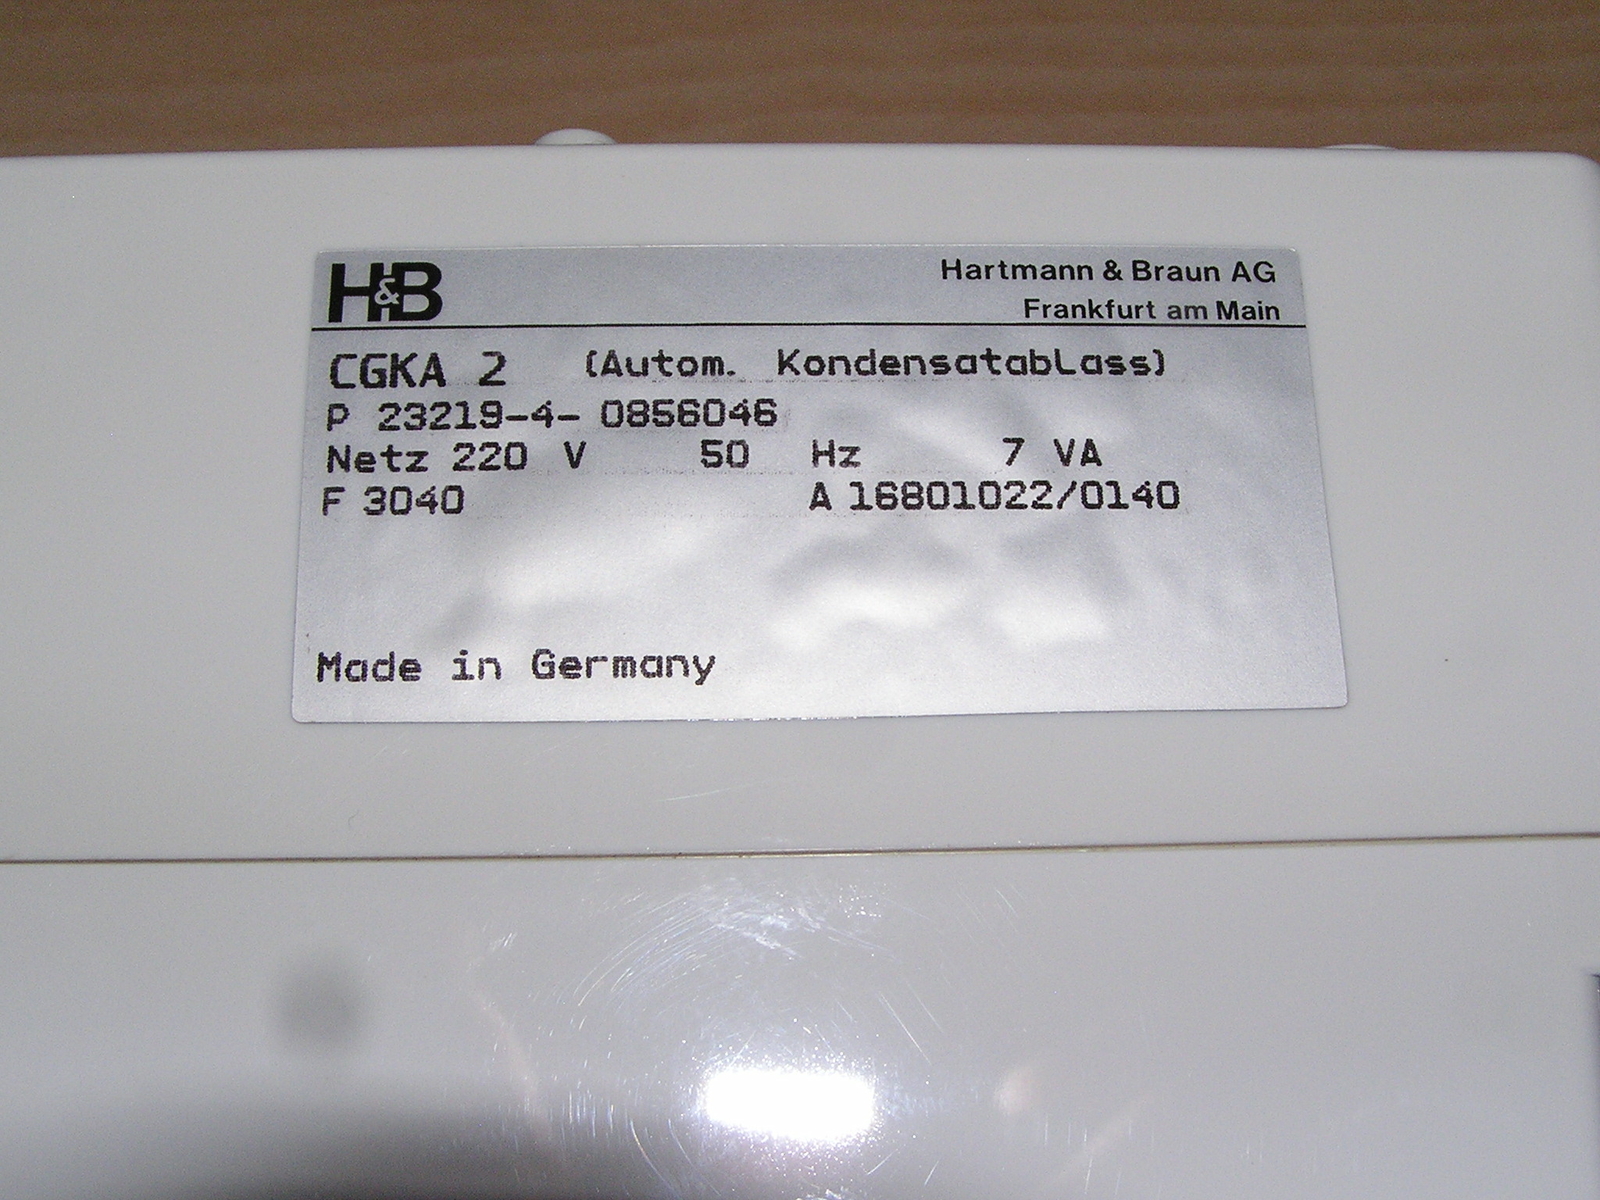 H&B
Hartmann & Braun AG
Frankfurt am Main
CGKA 2 (Autom. Kondensatablass)
P 23219-4- 0856046
Netz 220 V 50 Hz 7 VA
F 3040 A 16801022/0140
Made in Germany